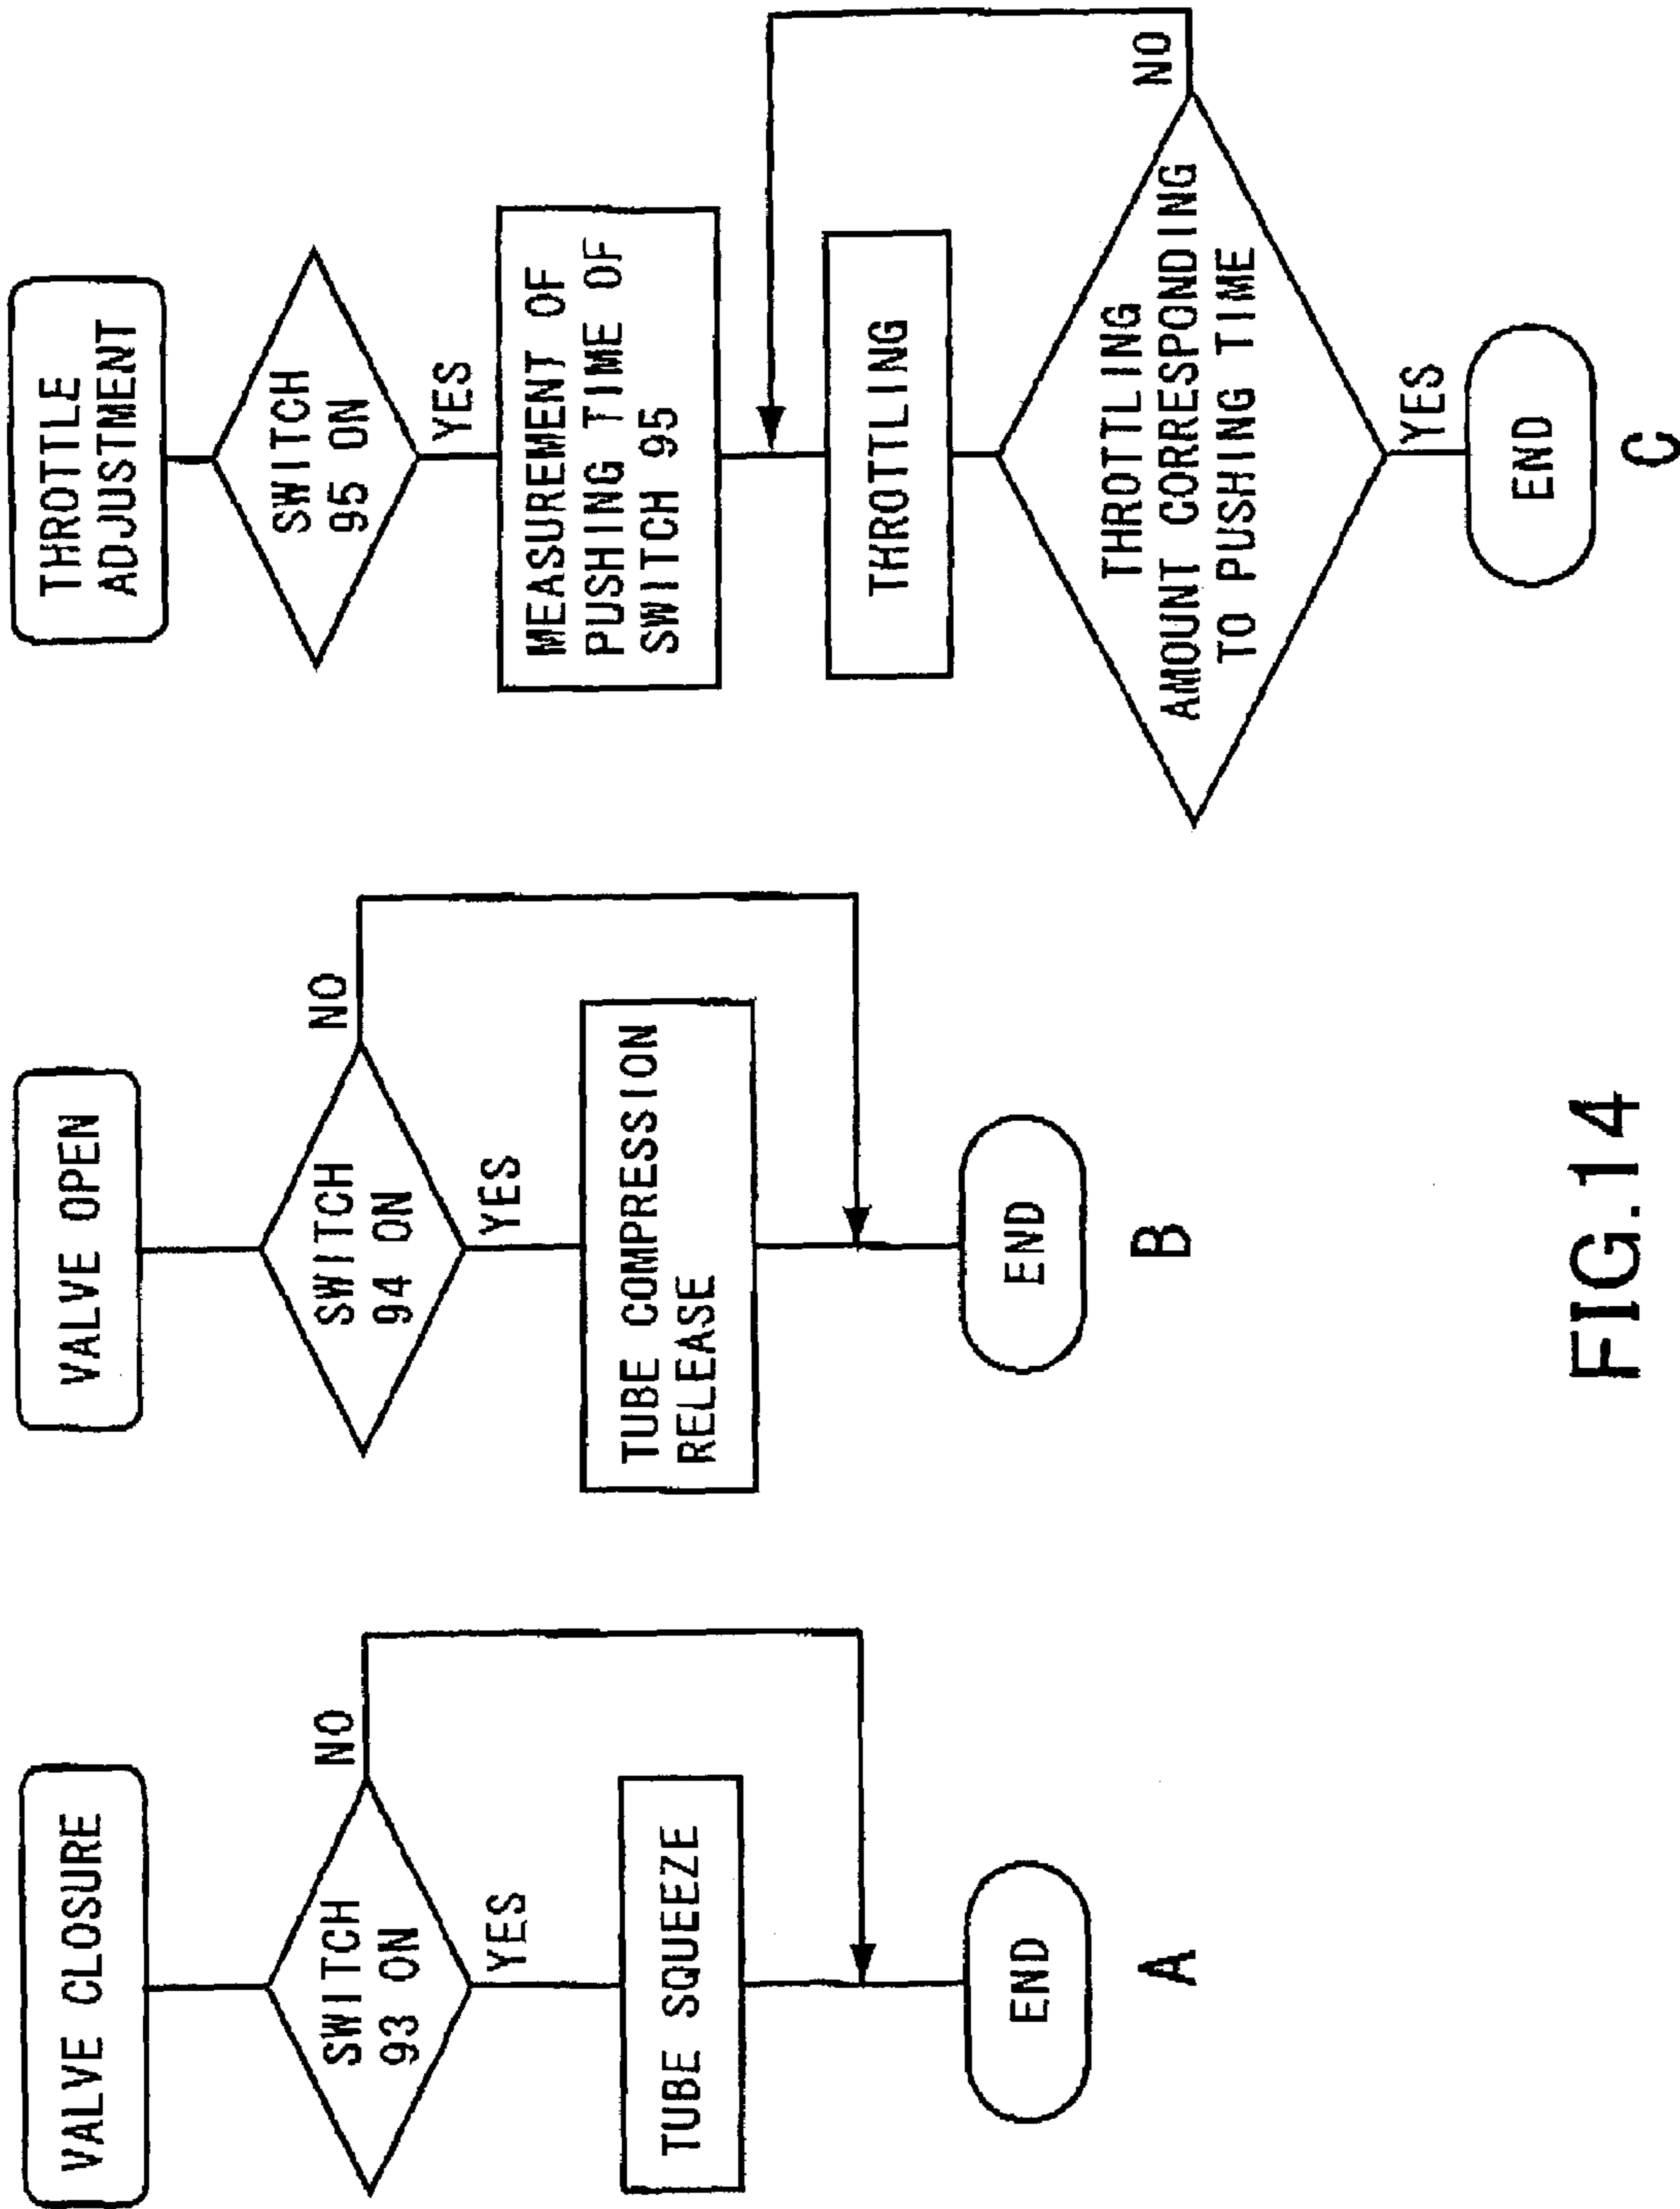 VALVE CLOSURE
SWITCH
93 ON
NO
YES
TUBE SQUEEZE
END
A
VALVE OPEN
SWITCH
94 ON
NO
YES
TUBE COMPRESSION
RELEASE
END
B
THROTTLE
ADJUSTMENT
SWITCH
95 ON
YES
MEASUREMENT OF
PUSHING TIME OF
SWITCH 95
THROTTLING
THROTTLING
AMOUNT CORRESPONDING
TO PUSHING TIME
NO
YES
END
C
FIG.14